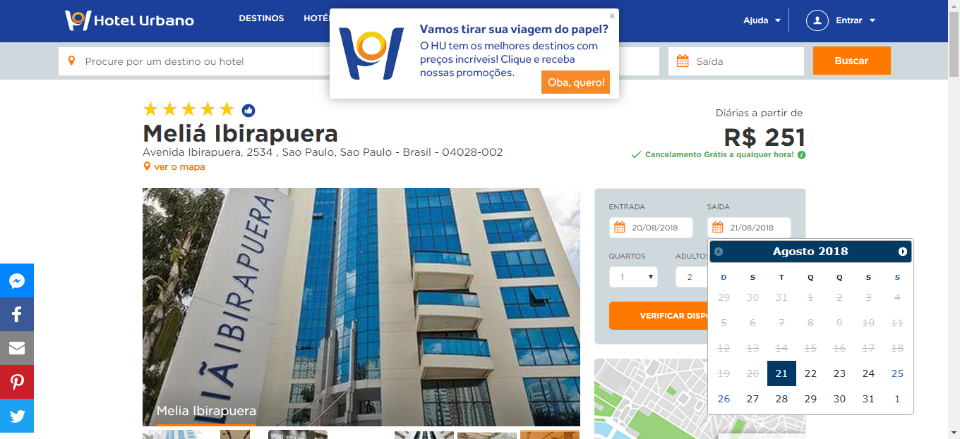 Hotel Urbano
DESTINOS
Ajuda
Entrar
x
Vamos tirar sua viagem do papel?
O HU tem os melhores destinos com
preços incríveis! Clique e receba
nossas promoções.
Oba, quero!
Procure por um destino ou hotel
Saída
Buscar
Meliá Ibirapuera
Avenida Ibirapuera, 2534 , Sao Paulo, Sao Paulo - Brasil - 04028-002
ver o mapa
Diárias a partir de
R$ 251
Cancelamento Grátis a qualquer hora!
IBIRAPUERA
Melia Ibirapuera
ENTRADA
SAÍDA
20/08/2018
21/08/2018
QUARTOS
ADULTOS
1
2
VERIFICAR
Agosto 2018
D S T Q Q S S
29 30 31 1 2 3 4
5 6 7 8 9 10 11
12 13 14 15 16 17 18
19 20 21 22 23 24 25
26 27 28 29 30 31 1